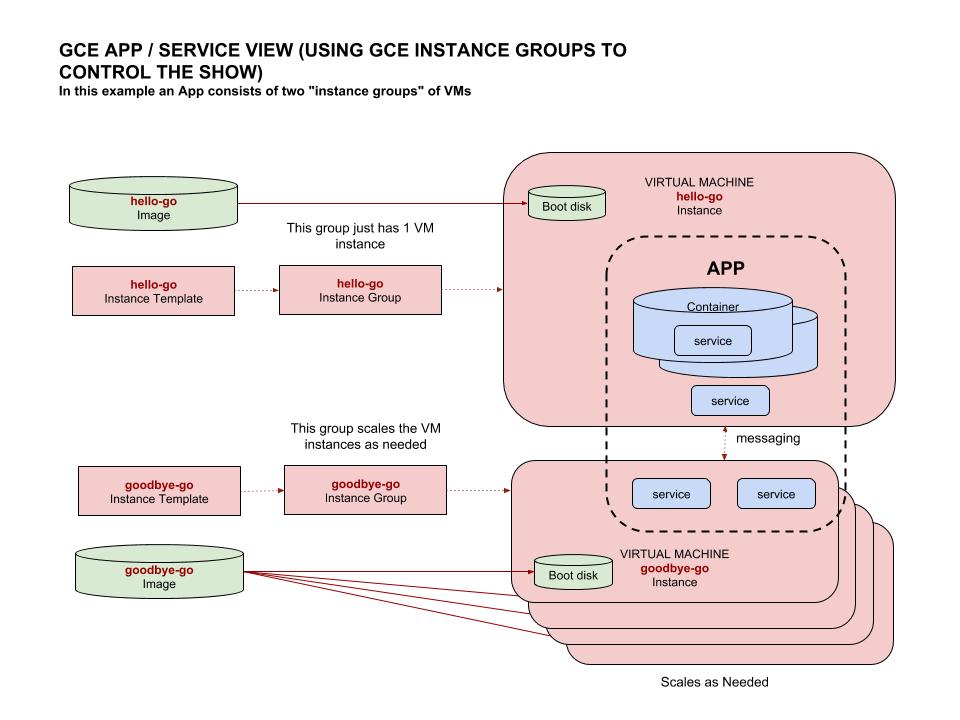 GCE APP / SERVICE VIEW (USING GCE INSTANCE GROUPS TO
CONTROL THE SHOW)
In this example an App consists of two "instance groups" of VMs
hello-go
Image
Boot disk
VIRTUAL MACHINE
hello-go
Instance
This group just has 1 VM
instance
hello-go
Instance Template
hello-go
Instance Group
APP
Container
service
service
messaging
This group scales the VM
instances as needed
goodbye-go
Instance Template
goodbye-go
Instance Group
service
service
goodbye-go
Image
Boot disk
VIRTUAL MACHINE
goodbye-go
Instance
Scales as Needed